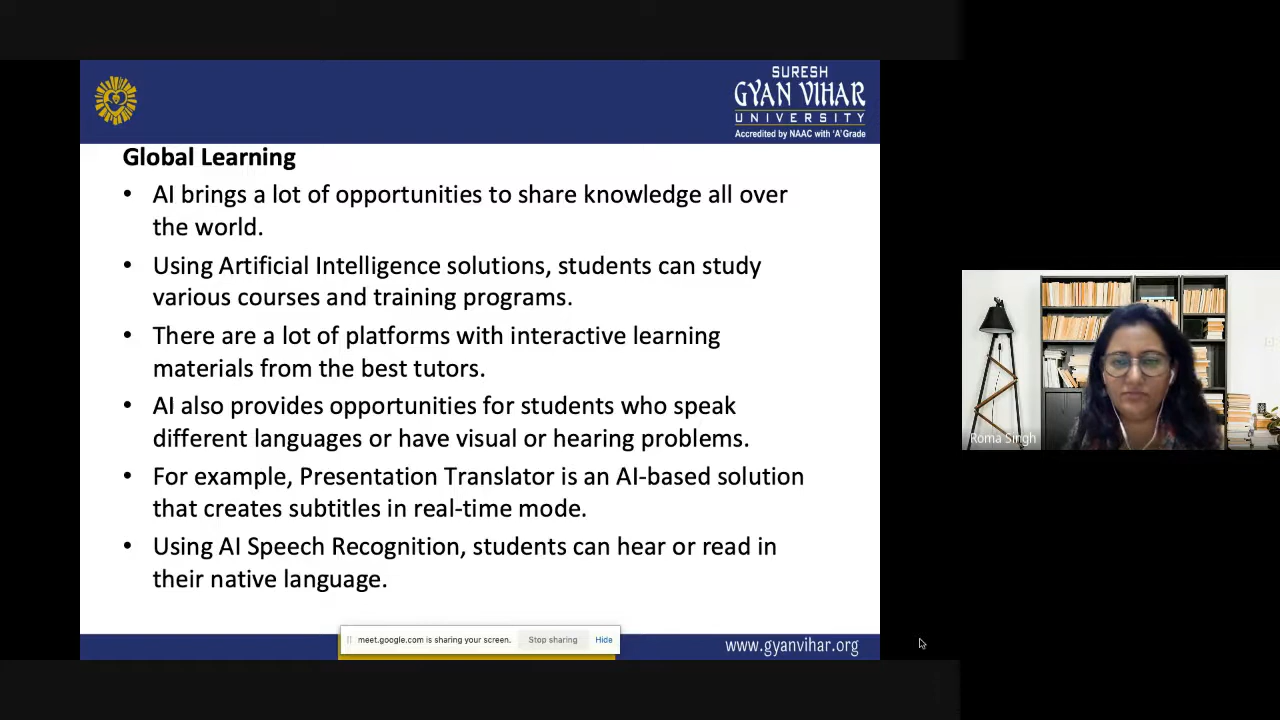 SURESH
GYAN VIHAR
UNIVERSITY
Accredited by NAAC with 'A' Grade
Global Learning
• AI brings a lot of opportunities to share knowledge all over
the world.
• Using Artificial Intelligence solutions, students can study
various courses and training programs.
• There are a lot of platforms with interactive learning
materials from the best tutors.
• AI also provides opportunities for students who speak
different languages or have visual or hearing problems.
• For example, Presentation Translator is an AI-based solution
that creates subtitles in real-time mode.
• Using AI Speech Recognition, students can hear or read in
their native language.
Roma Singh
meet.google.com is sharing your screen. Stop sharing Hide
www.gyanvihar.org